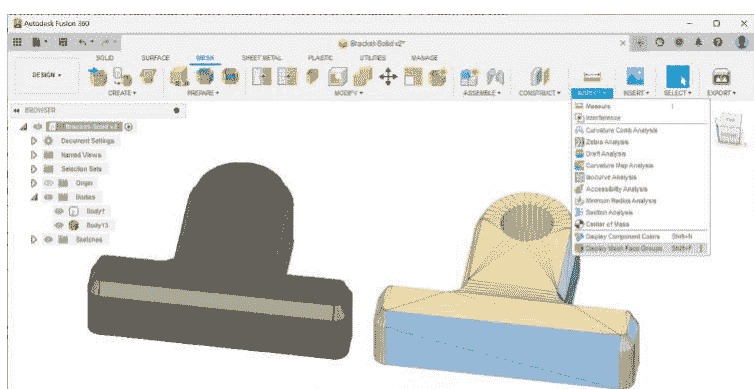 Autodesk Fusion 360
Bracket-Solid v2*
SOLID SURFACE MESH SHEET METAL PLASTIC UTILITIES MANAGE
DESIGN
CREATE PREPARE MODIFY ASSEMBLE CONSTRUCT INSPECT INSERT SELECT EXPORT
BROWSER
Bracket-Solid v2
Document Settings
Named Views
Selection Sets
Origin
Bodies
Body1
Body13
Sketches
Measure I
Interference
Curvature Comb Analysis
Zebra Analysis
Draft Analysis
Curvature Map Analysis
Isocurve Analysis
Accessibility Analysis
Minimum Radius Analysis
Section Analysis
Center of Mass
Display Component Colors Shift+N
Display Mesh Face Groups Shift+F